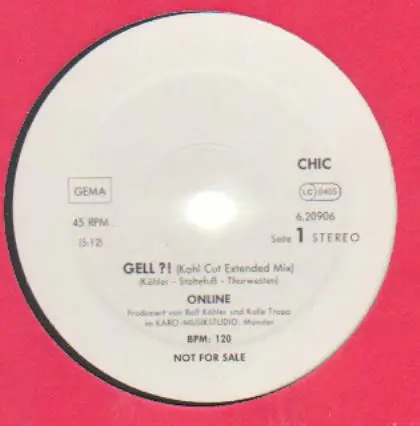 CHIC
GEMA
LC 0405
45 RPM
6.20906
(5:12)
Seite 1 STEREO
GELL ?! (Kohl Cut Extended Mix)
(Köhler - Stoltefuß - Thorwesten)
ONLINE
Produziert von Rolf Köhler und Kalle Trapp
im KARO-MUSIKSTUDIO, Münster
BPM: 120
NOT FOR SALE